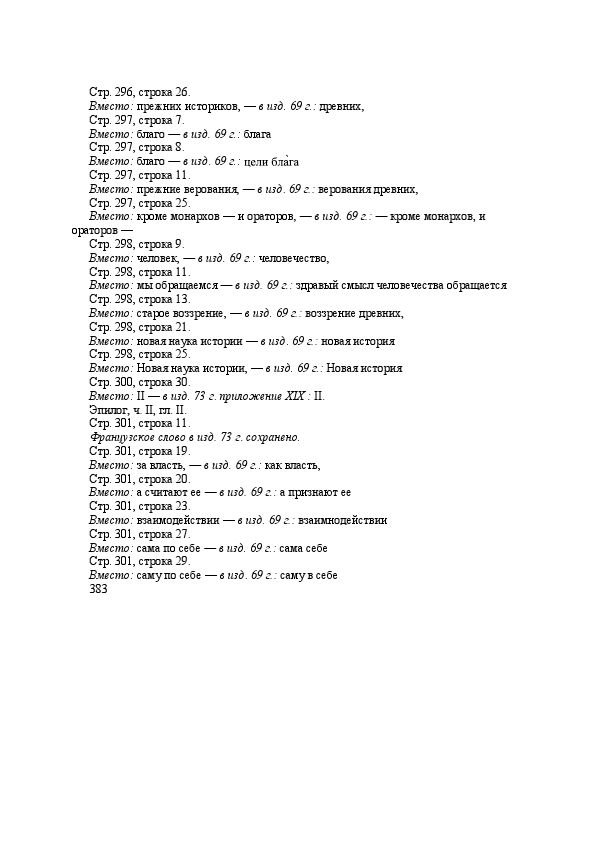 Стр. 296, строка 26.
Вместо: прежних историков, — в изд. 69 г.: древних,
Стр. 297, строка 7.
Вместо: благо — в изд. 69 г.: блага
Стр. 297, строка 8.
Вместо: благо — в изд. 69 г.: цели бла̀га
Стр. 297, строка 11.
Вместо: прежние верования, — в изд. 69 г.: верования древних,
Стр. 297, строка 25.
Вместо: кроме монархов — и ораторов, — в изд. 69 г.: — кроме монархов, и
ораторов —
Стр. 298, строка 9.
Вместо: человек, — в изд. 69 г.: человечество,
Стр. 298, строка 11.
Вместо: мы обращаемся — в изд. 69 г.: здравый смысл человечества обращается
Стр. 298, строка 13.
Вместо: старое воззрение, — в изд. 69 г.: воззрение древних,
Стр. 298, строка 21.
Вместо: новая наука истории — в изд. 69 г.: новая история
Стр. 298, строка 25.
Вместо: Новая наука истории, — в изд. 69 г.: Новая история
Стр. 300, строка 30.
Вместо: II — в изд. 73 г. приложение XIX : II.
Эпилог, ч. II, гл. II.
Стр. 301, строка 11.
Французское слово в изд. 73 г. сохранено.
Стр. 301, строка 19.
Вместо: за власть, — в изд. 69 г.: как власть,
Стр. 301, строка 20.
Вместо: а считают ее — в изд. 69 г.: а признают ее
Стр. 301, строка 23.
Вместо: взаимодействии — в изд. 69 г.: взаимнодействии
Стр. 301, строка 27.
Вместо: сама по себе — в изд. 69 г.: сама себе
Стр. 301, строка 29.
Вместо: саму по себе — в изд. 69 г.: саму в себе
383